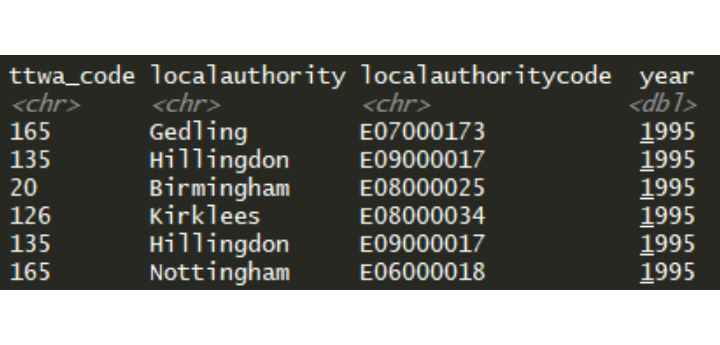 ttwa_code localauthority localauthoritycode year
<chr> <chr> <chr> <dbl>
165 Gedling E07000173 1995
135 Hillingdon E09000017 1995
20 Birmingham E08000025 1995
126 Kirklees E08000034 1995
135 Hillingdon E09000017 1995
165 Nottingham E06000018 1995